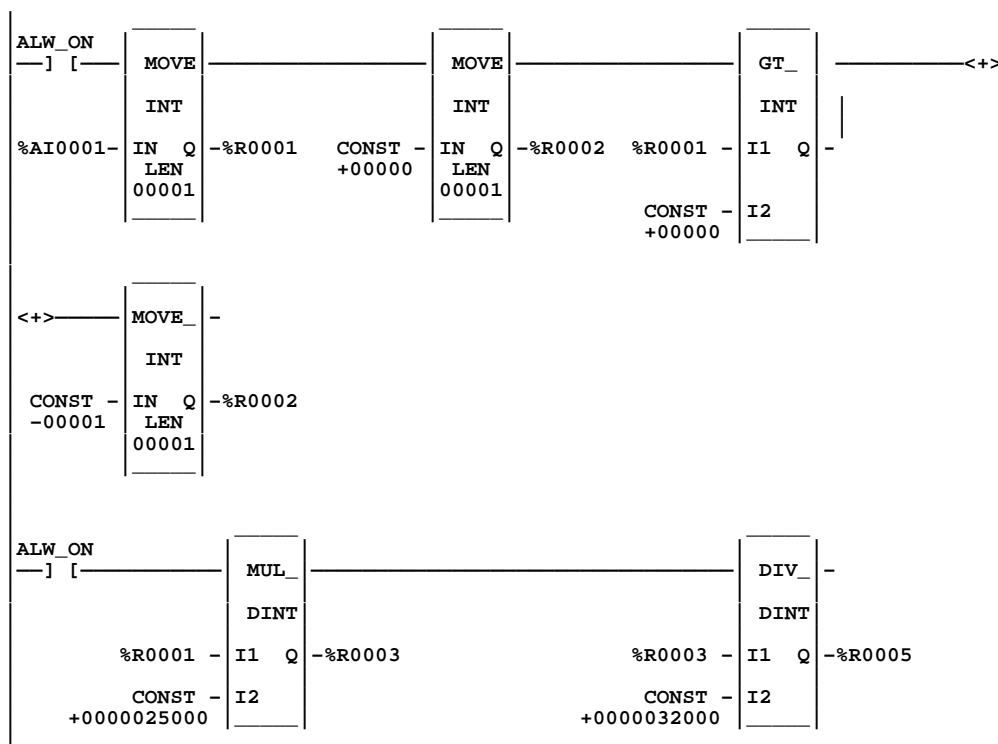 ALW_ON
] [ MOVE MOVE GT_ <+>
INT INT INT
%AI0001 IN Q %R0001 CONST IN Q %R0002 %R0001 I1 Q
LEN +00000 LEN
00001 00001
CONST I2
+00000
<+> MOVE_
INT
CONST IN Q %R0002
-00001 LEN
00001
ALW_ON
] [ MUL_ DIV_
DINT DINT
%R0001 I1 Q %R0003 %R0003 I1 Q %R0005
CONST I2 CONST I2
+0000025000 +0000032000